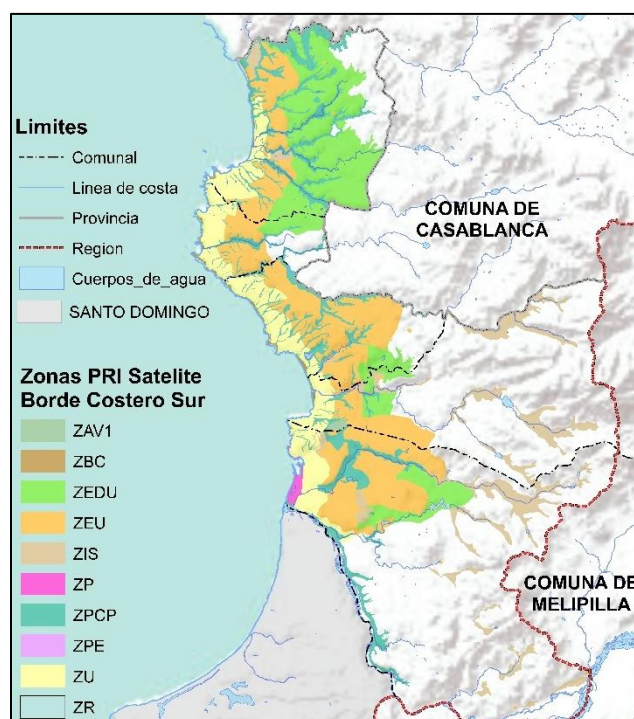 Limites
Comunal
Linea de costa
Provincia
Region
Cuerpos_de_agua
SANTO DOMINGO
Zonas PRI Satelite
Borde Costero Sur
ZAV1
ZBC
ZEDU
ZEU
ZIS
ZP
ZPCP
ZPE
ZU
ZR
COMUNA DE
CASABLANCA
COMUNA DE
MELIPILLA